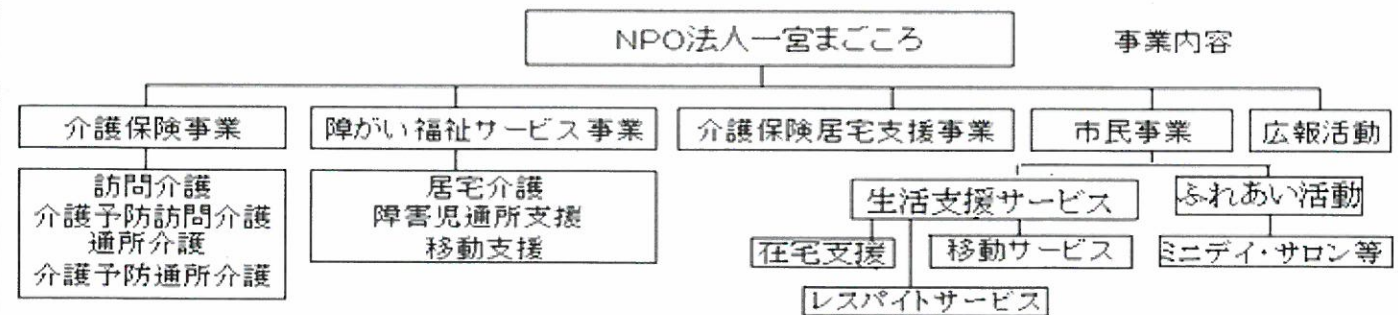 NPO法人一宮まごころ
事業内容
介護保険事業
障がい福祉サービス事業
介護保険居宅支援事業
市民事業
広報活動
訪問介護
介護予防訪問介護
通所介護
介護予防通所介護
居宅介護
障害児通所支援
移動支援
生活支援サービス
ふれあい活動
在宅支援
移動サービス
ミニデイ・サロン等
レスパイトサービス